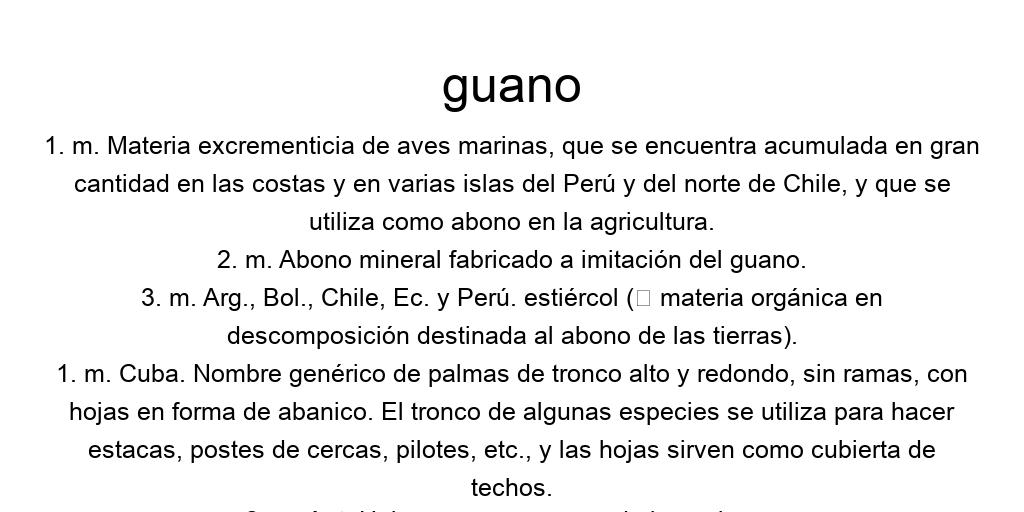 guano
1. m. Materia excrementicia de aves marinas, que se encuentra acumulada en gran
cantidad en las costas y en varias islas del Perú y del norte de Chile, y que se
utiliza como abono en la agricultura.
2. m. Abono mineral fabricado a imitación del guano.
3. m. Arg., Bol., Chile, Ec. y Perú. estiércol (□ materia orgánica en
descomposición destinada al abono de las tierras).
1. m. Cuba. Nombre genérico de palmas de tronco alto y redondo, sin ramas, con
hojas en forma de abanico. El tronco de algunas especies se utiliza para hacer
estacas, postes de cercas, pilotes, etc., y las hojas sirven como cubierta de
techos.